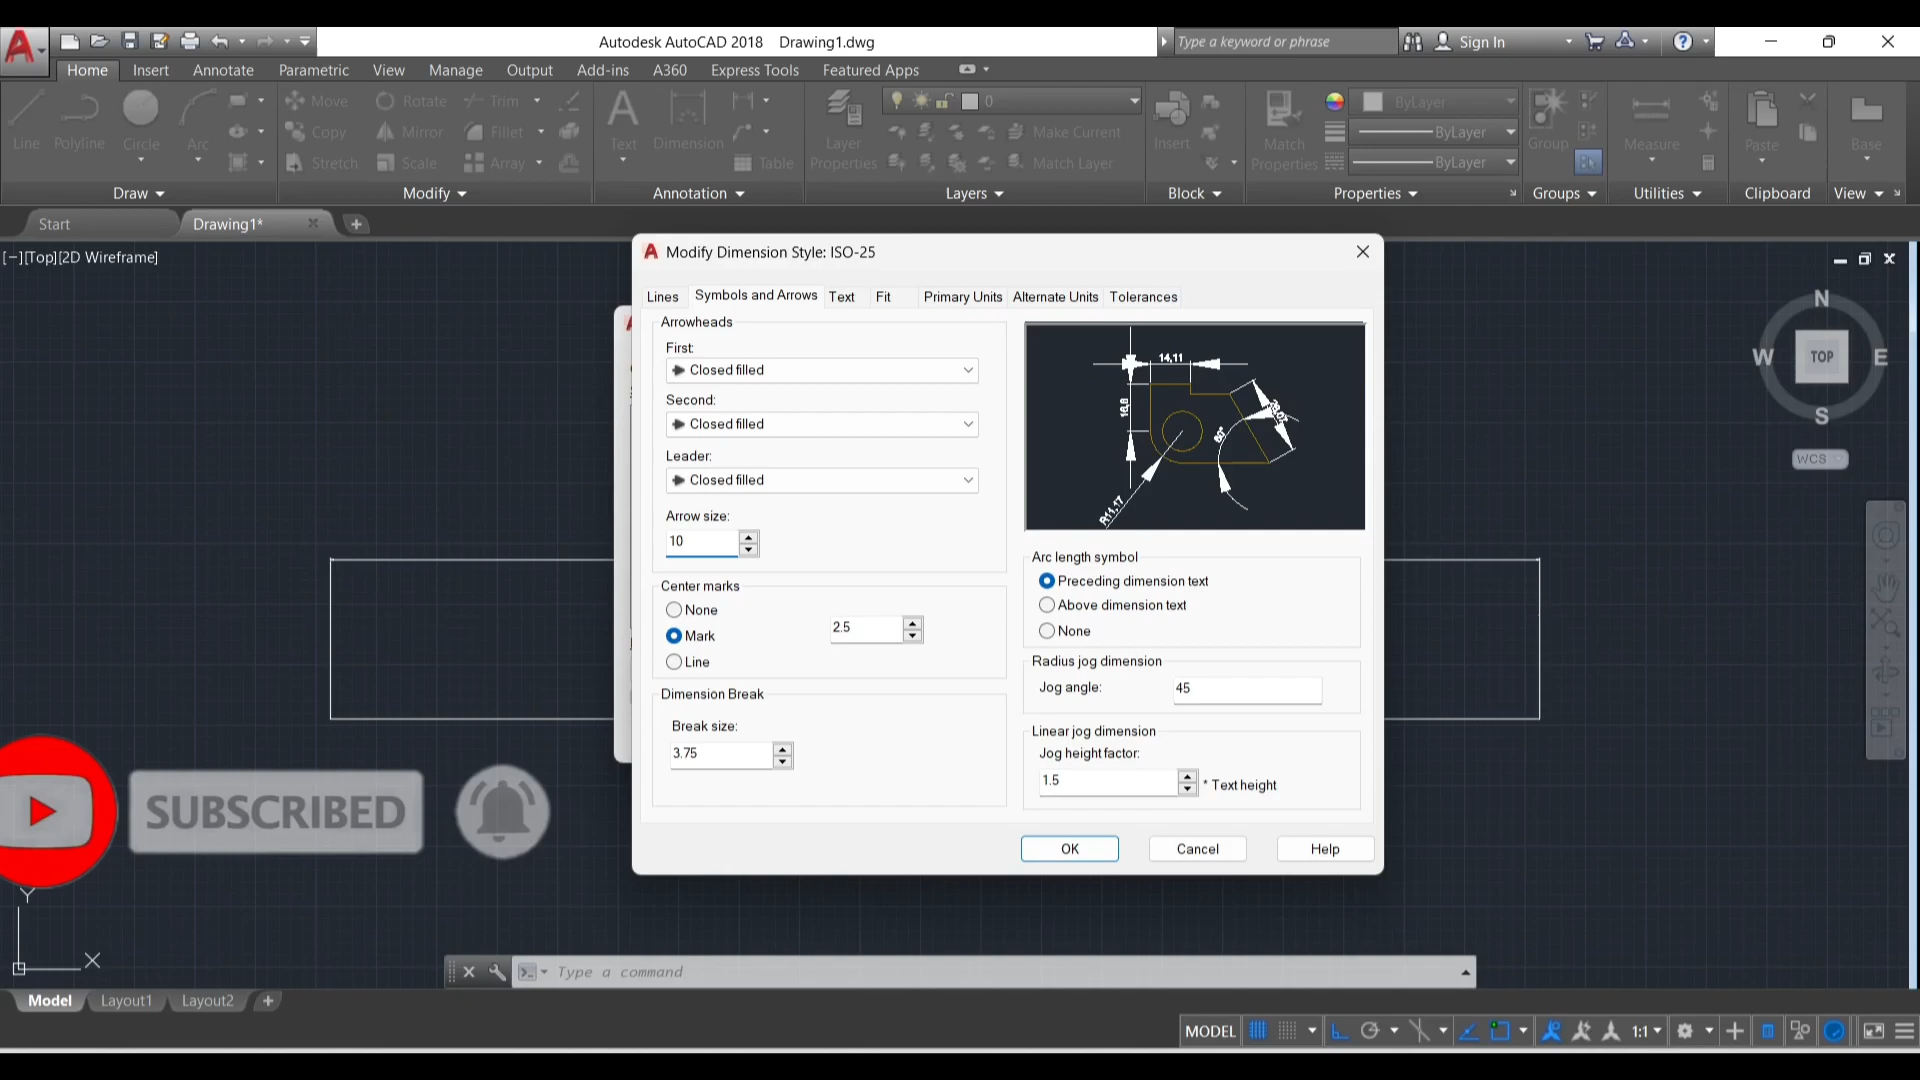 Autodesk AutoCAD 2018 Drawing1.dwg
Type a keyword or phrase
Sign In
Home Insert Annotate Parametric View Manage Output Add-ins A360 Express Tools Featured Apps
Line Polyline Circle Arc
Move Rotate Trim
Copy Mirror Fillet
Stretch Scale Array
Text Dimension
Table
Layer
Properties
0
Make Current
Match Layer
Insert
Match
Properties
ByLayer
ByLayer
ByLayer
Group
Measure
Paste
Base
Draw Modify Annotation Layers Block Properties Groups Utilities Clipboard View
Start Drawing1*
[−][Top][2D Wireframe]
N
W TOP E
S
WCS
Modify Dimension Style: ISO-25
Lines Symbols and Arrows Text Fit Primary Units Alternate Units Tolerances
Arrowheads
First:
Closed filled
Second:
Closed filled
Leader:
Closed filled
Arrow size:
10
Center marks
None
Mark
Line
2.5
Dimension Break
Break size:
3.75
14,11
16,6
60°
R11,17
Arc length symbol
Preceding dimension text
Above dimension text
None
Radius jog dimension
Jog angle:
45
Linear jog dimension
Jog height factor:
1.5
* Text height
OK Cancel Help
SUBSCRIBED
Y
X
Type a command
Model Layout1 Layout2
MODEL
1:1